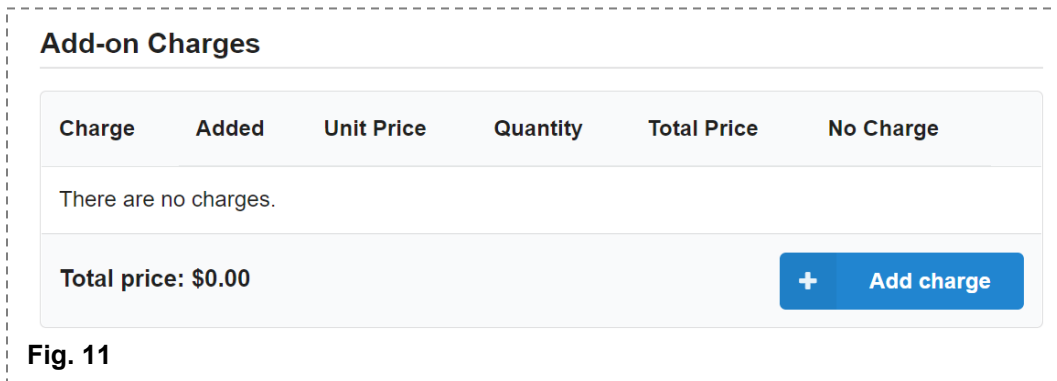 Add-on Charges
Charge Added Unit Price Quantity Total Price No Charge
There are no charges.
Total price: $0.00
+ Add charge
Fig. 11